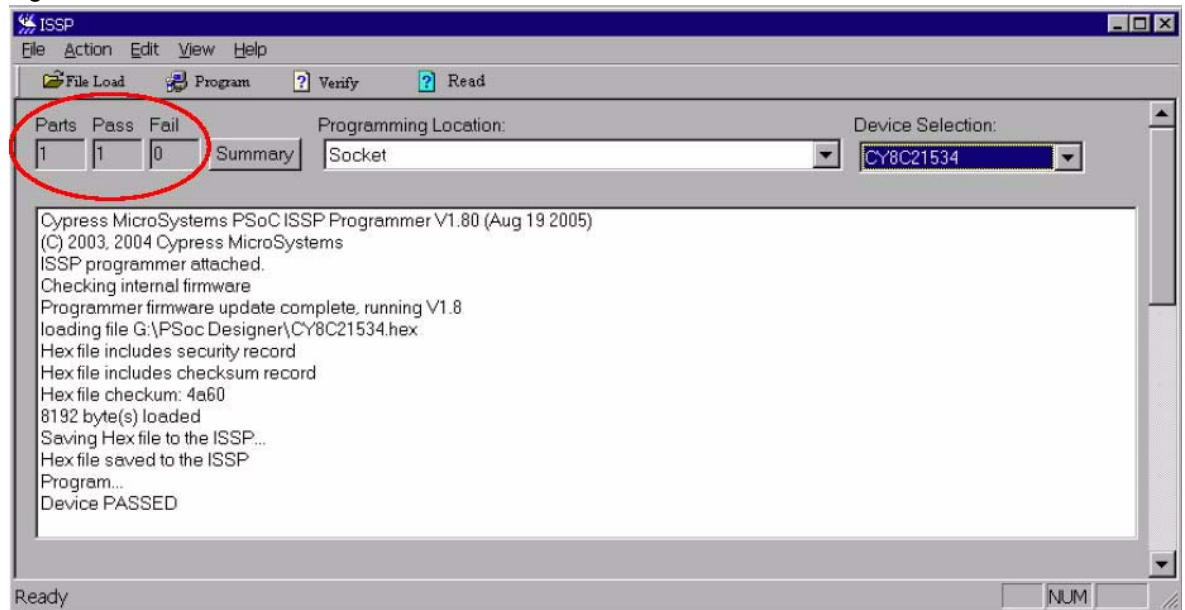 ISSP
File Action Edit View Help
File Load Program Verify Read
Parts Pass Fail Programming Location: Device Selection:
1 1 0 Summary Socket CY8C21534
Cypress MicroSystems PSoC ISSP Programmer V1.80 (Aug 19 2005)
(C) 2003, 2004 Cypress MicroSystems
ISSP programmer attached.
Checking internal firmware
Programmer firmware update complete, running V1.8
loading file G:\PSoc Designer\CY8C21534.hex
Hex file includes security record
Hex file includes checksum record
Hex file checkum: 4a60
8192 byte(s) loaded
Saving Hex file to the ISSP...
Hex file saved to the ISSP
Program...
Device PASSED
Ready NUM